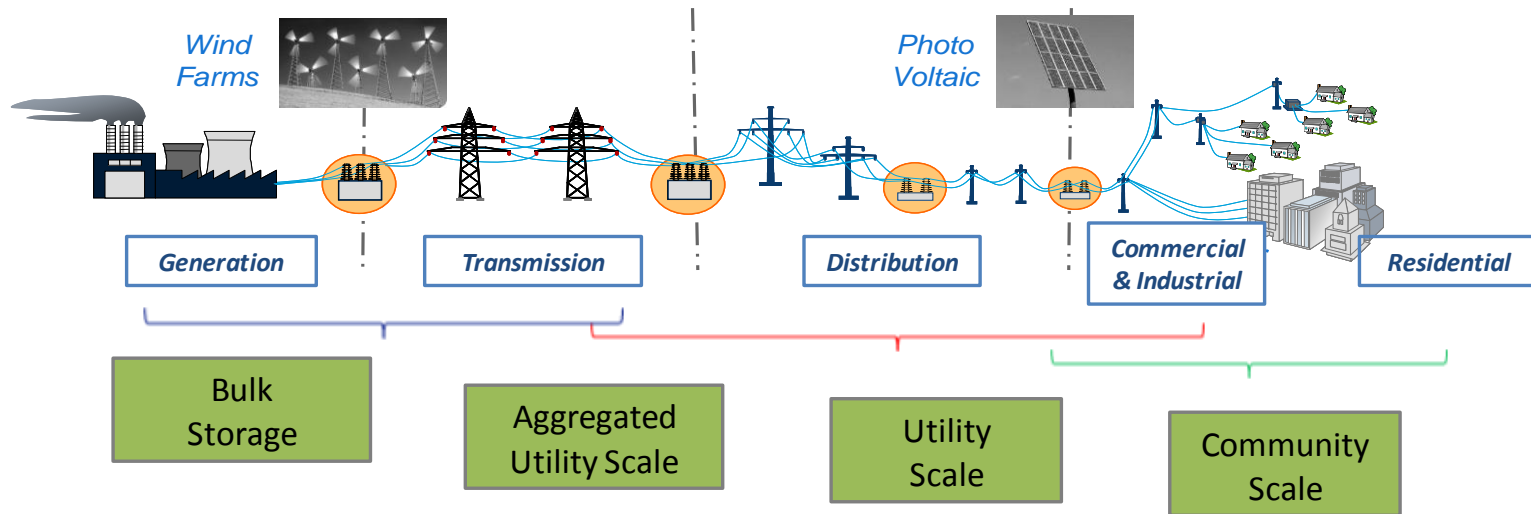 Wind
Farms
Photo
Voltaic
Generation
Transmission
Distribution
Commercial
& Industrial
Residential
Bulk
Storage
Aggregated
Utility Scale
Utility
Scale
Community
Scale